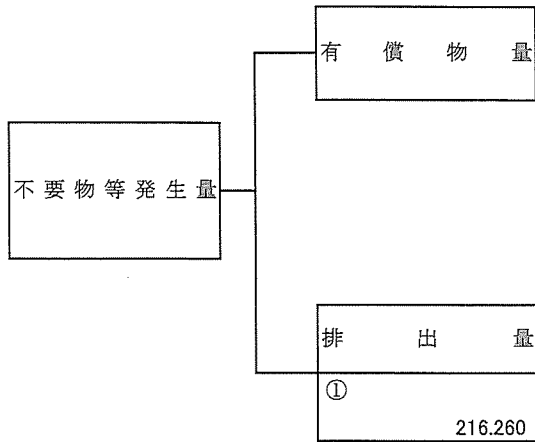 有償物量
不要物等発生量
排出量
①
216.260